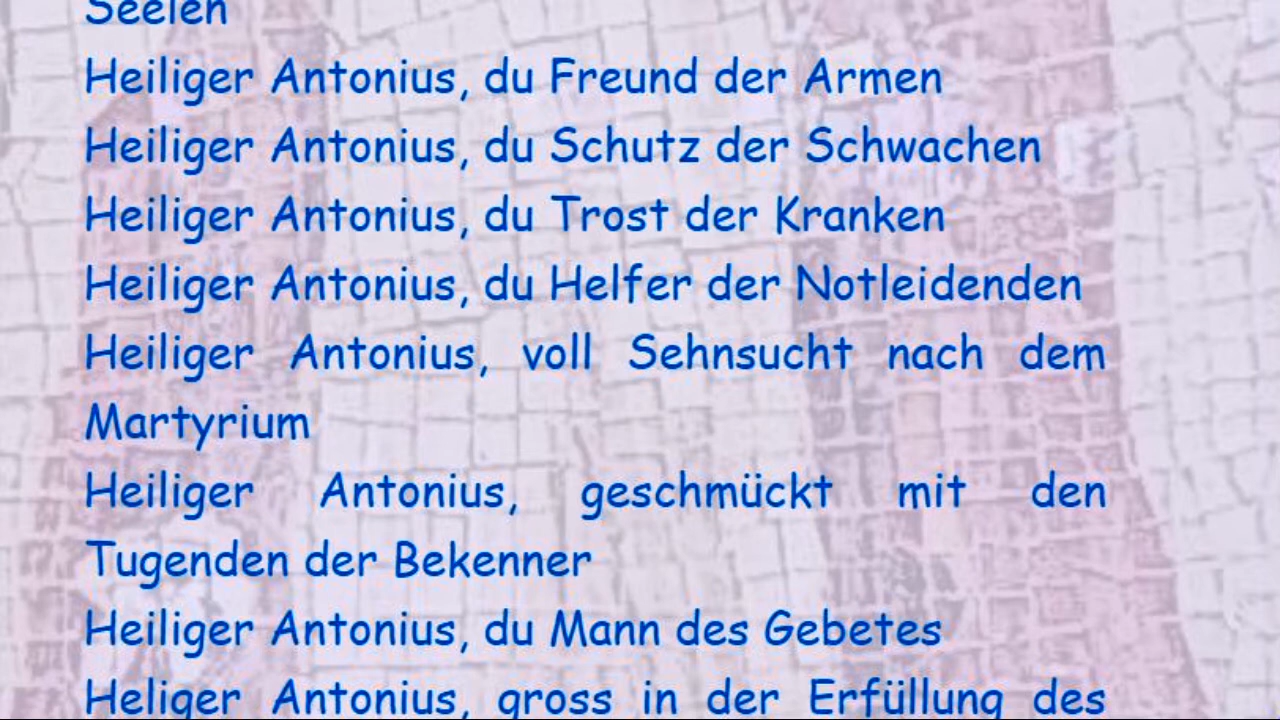 Seelen
Heiliger Antonius, du Freund der Armen
Heiliger Antonius, du Schutz der Schwachen
Heiliger Antonius, du Trost der Kranken
Heiliger Antonius, du Helfer der Notleidenden
Heiliger Antonius, voll Sehnsucht nach dem
Martyrium
Heiliger Antonius, geschmückt mit den
Tugenden der Bekenner
Heiliger Antonius, du Mann des Gebetes
Heliger Antonius, gross in der Erfüllung des